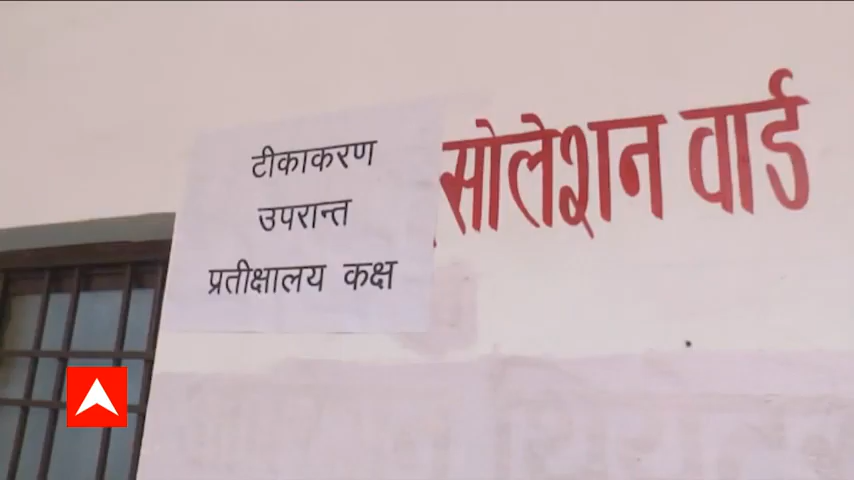 टीकाकरण
उपरान्त
प्रतीक्षालय कक्ष
सोलेशन वार्ड